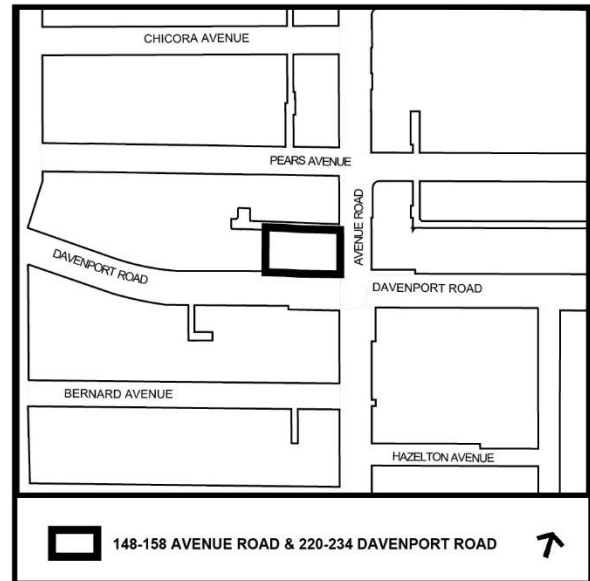 CHICORA AVENUE
PEARS AVENUE
AVENUE ROAD
DAVENPORT ROAD
DAVENPORT ROAD
BERNARD AVENUE
HAZELTON AVENUE
148-158 AVENUE ROAD & 220-234 DAVENPORT ROAD